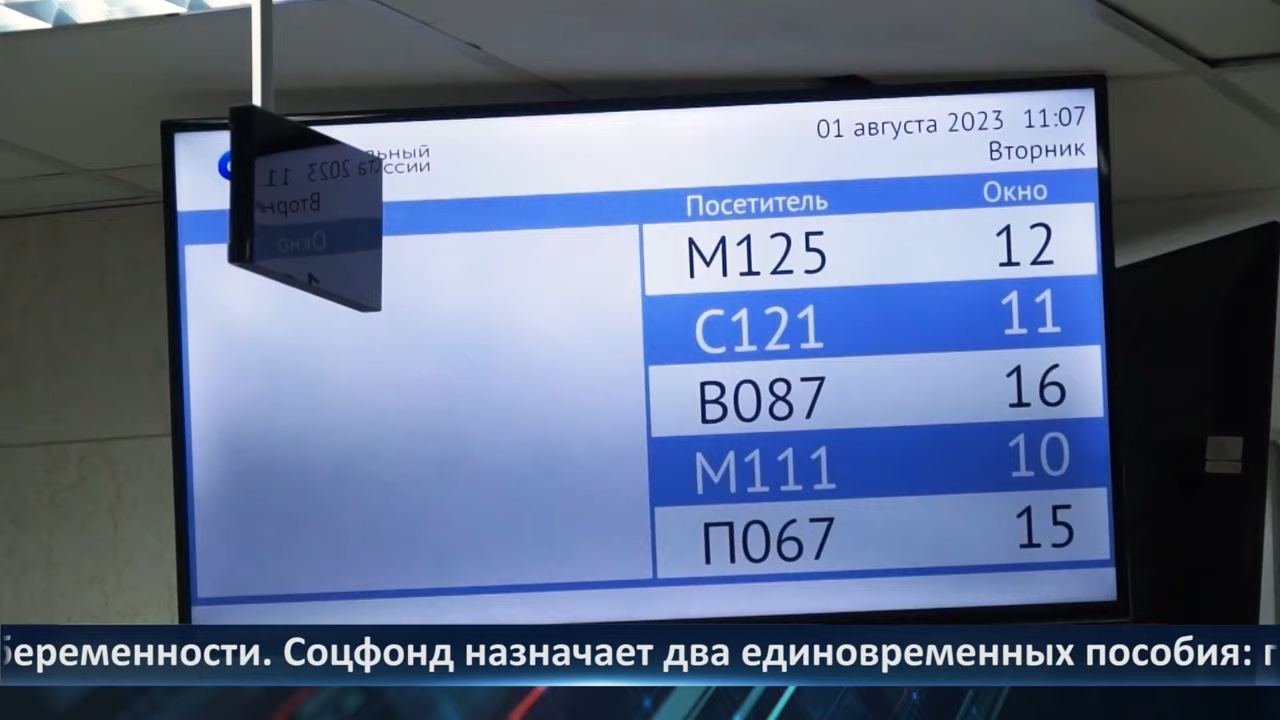 01 августа 2023 11:07
Вторник
Посетитель Окно
М125 12
С121 11
В087 16
М111 10
П067 15
беременности. Соцфонд назначает два единовременных пособия: